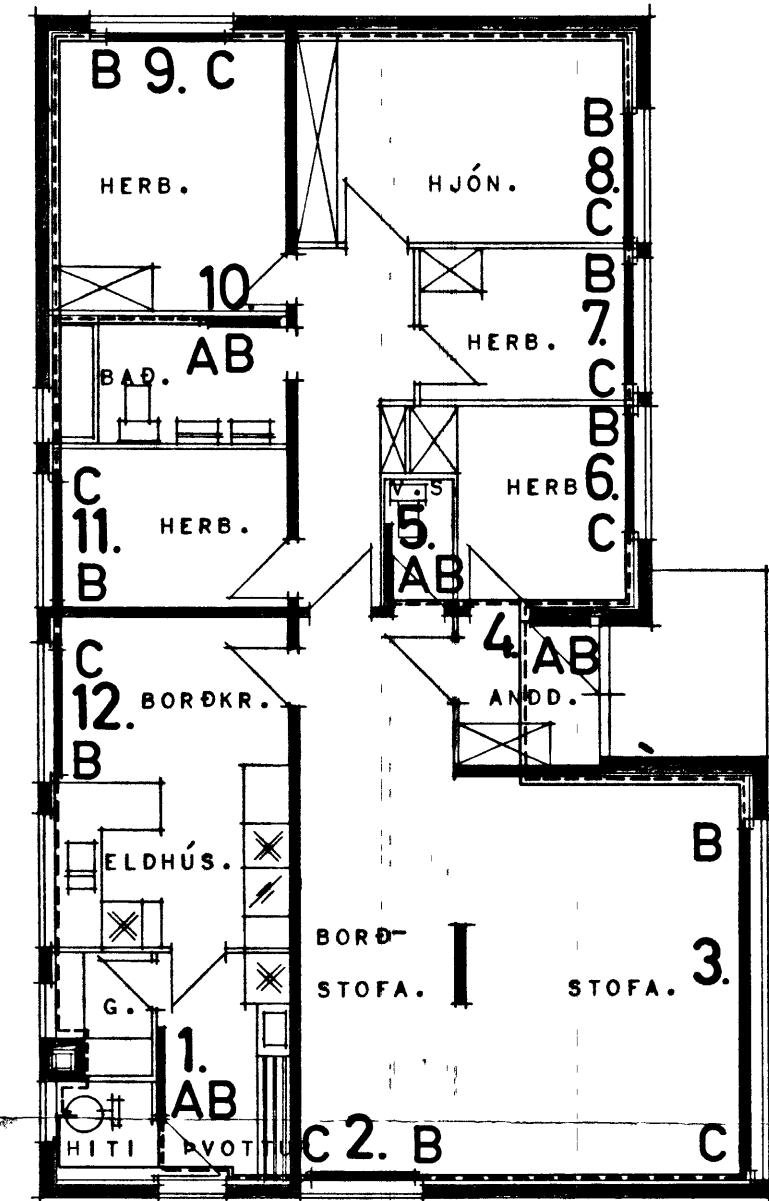 B 9. C
HERB.
HJÓN.
B
8.
C
10.
B
7.
C
HERB.
AB
BAÐ.
B
6.
C
HERB
V.S
C
11.
B
HERB.
5.
AB
4.
AB
ANDD.
C
12.
B
BORÐKR.
ELDHÚS.
B
3.
C
BORÐ-
STOFA.
STOFA.
G.
1.
AB
HITI
ÞVOTTU
C 2. B